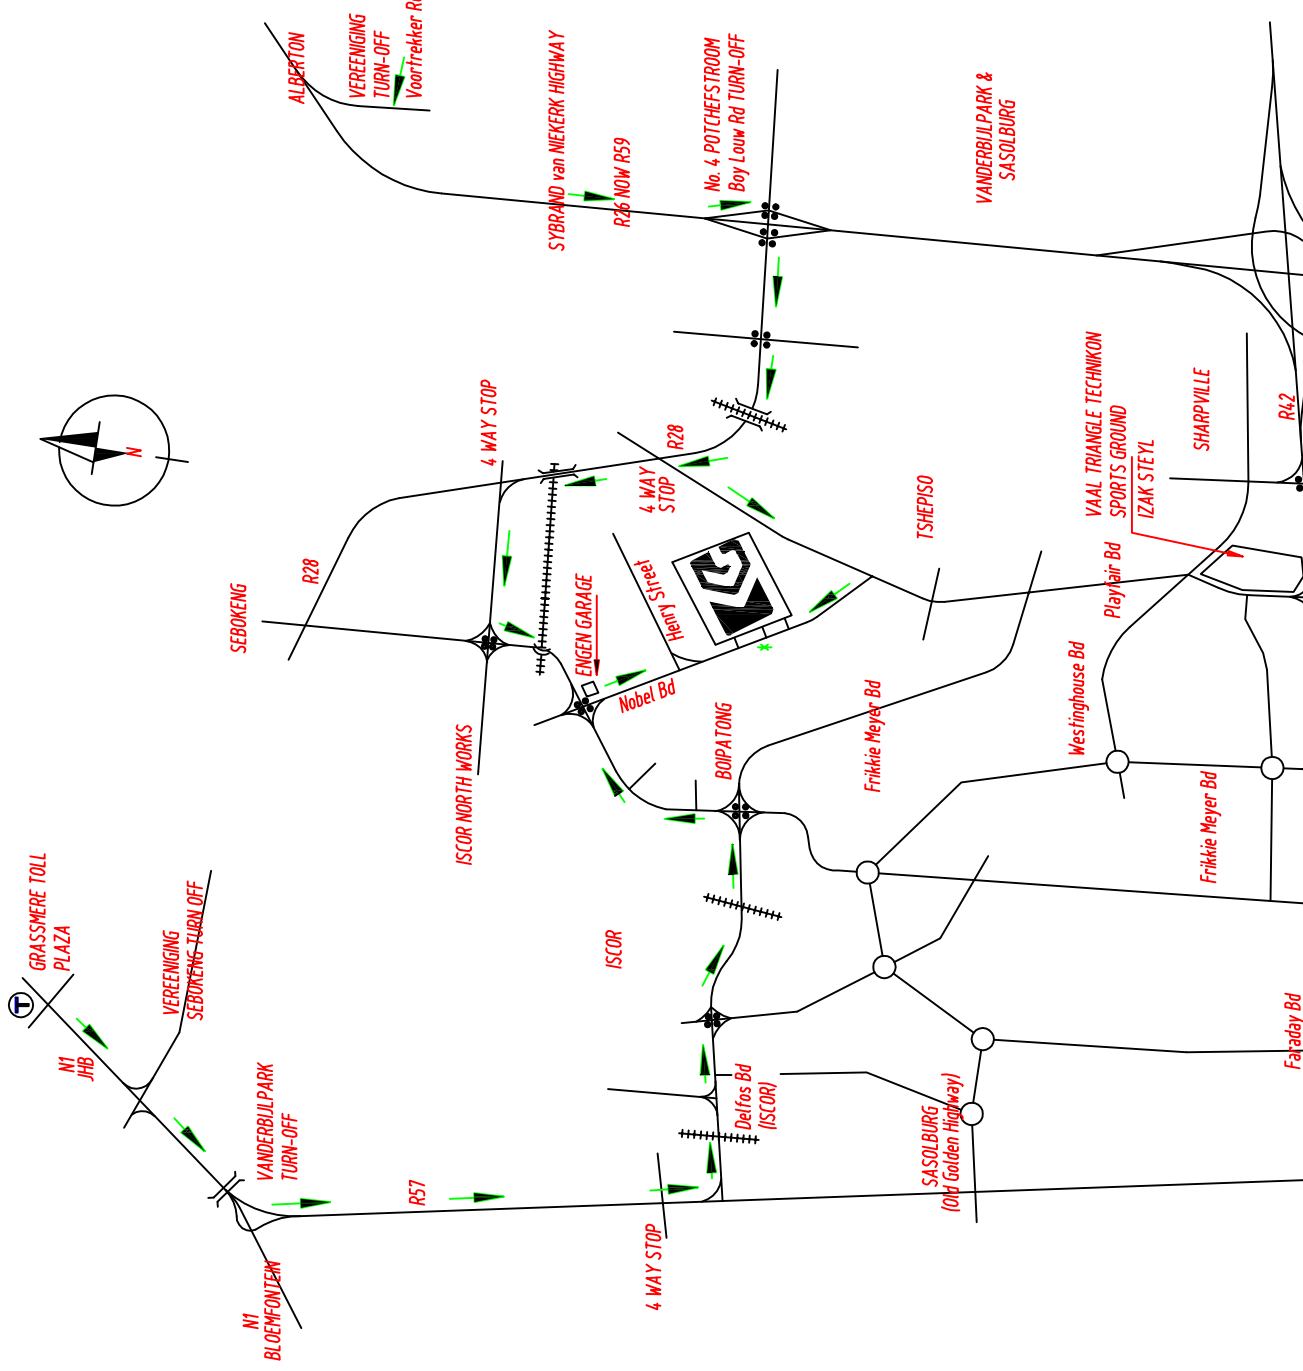 ALBERTON
VEREENIGING
TURN-OFF
Voortrekker
SYBRAND van NIEKERK HIGHWAY
R26 NOW R59
No. 4 POTCHEFSTROOM
Boy Louw Rd TURN-OFF
VANDERBIJLPARK &
SASOLBURG
N
4 WAY STOP
R28
4 WAY
STOP
R28
SEBOKENG
ENGEN GARAGE
Henry Street
Nobel Bd
TSHEPISO
VAAL TRIANGLE TECHNIKON
SPORTS GROUND
IZAK STEYL
SHARPVILLE
R42
Playfair Bd
Westinghouse Bd
Frikkie Meyer Bd
BOIPATONG
ISCOR NORTH WORKS
Frikkie Meyer Bd
GRASSMERE TOLL
PLAZA
T
VEREENIGING
SEBOKENG TURN OFF
N1
JHB
ISCOR
VANDERBIJLPARK
TURN-OFF
R57
Delfos Bd
(ISCOR)
SASOLBURG
(Old Golden Highway)
Faraday Bd
4 WAY STOP
N1
BLOEMFONTEIN